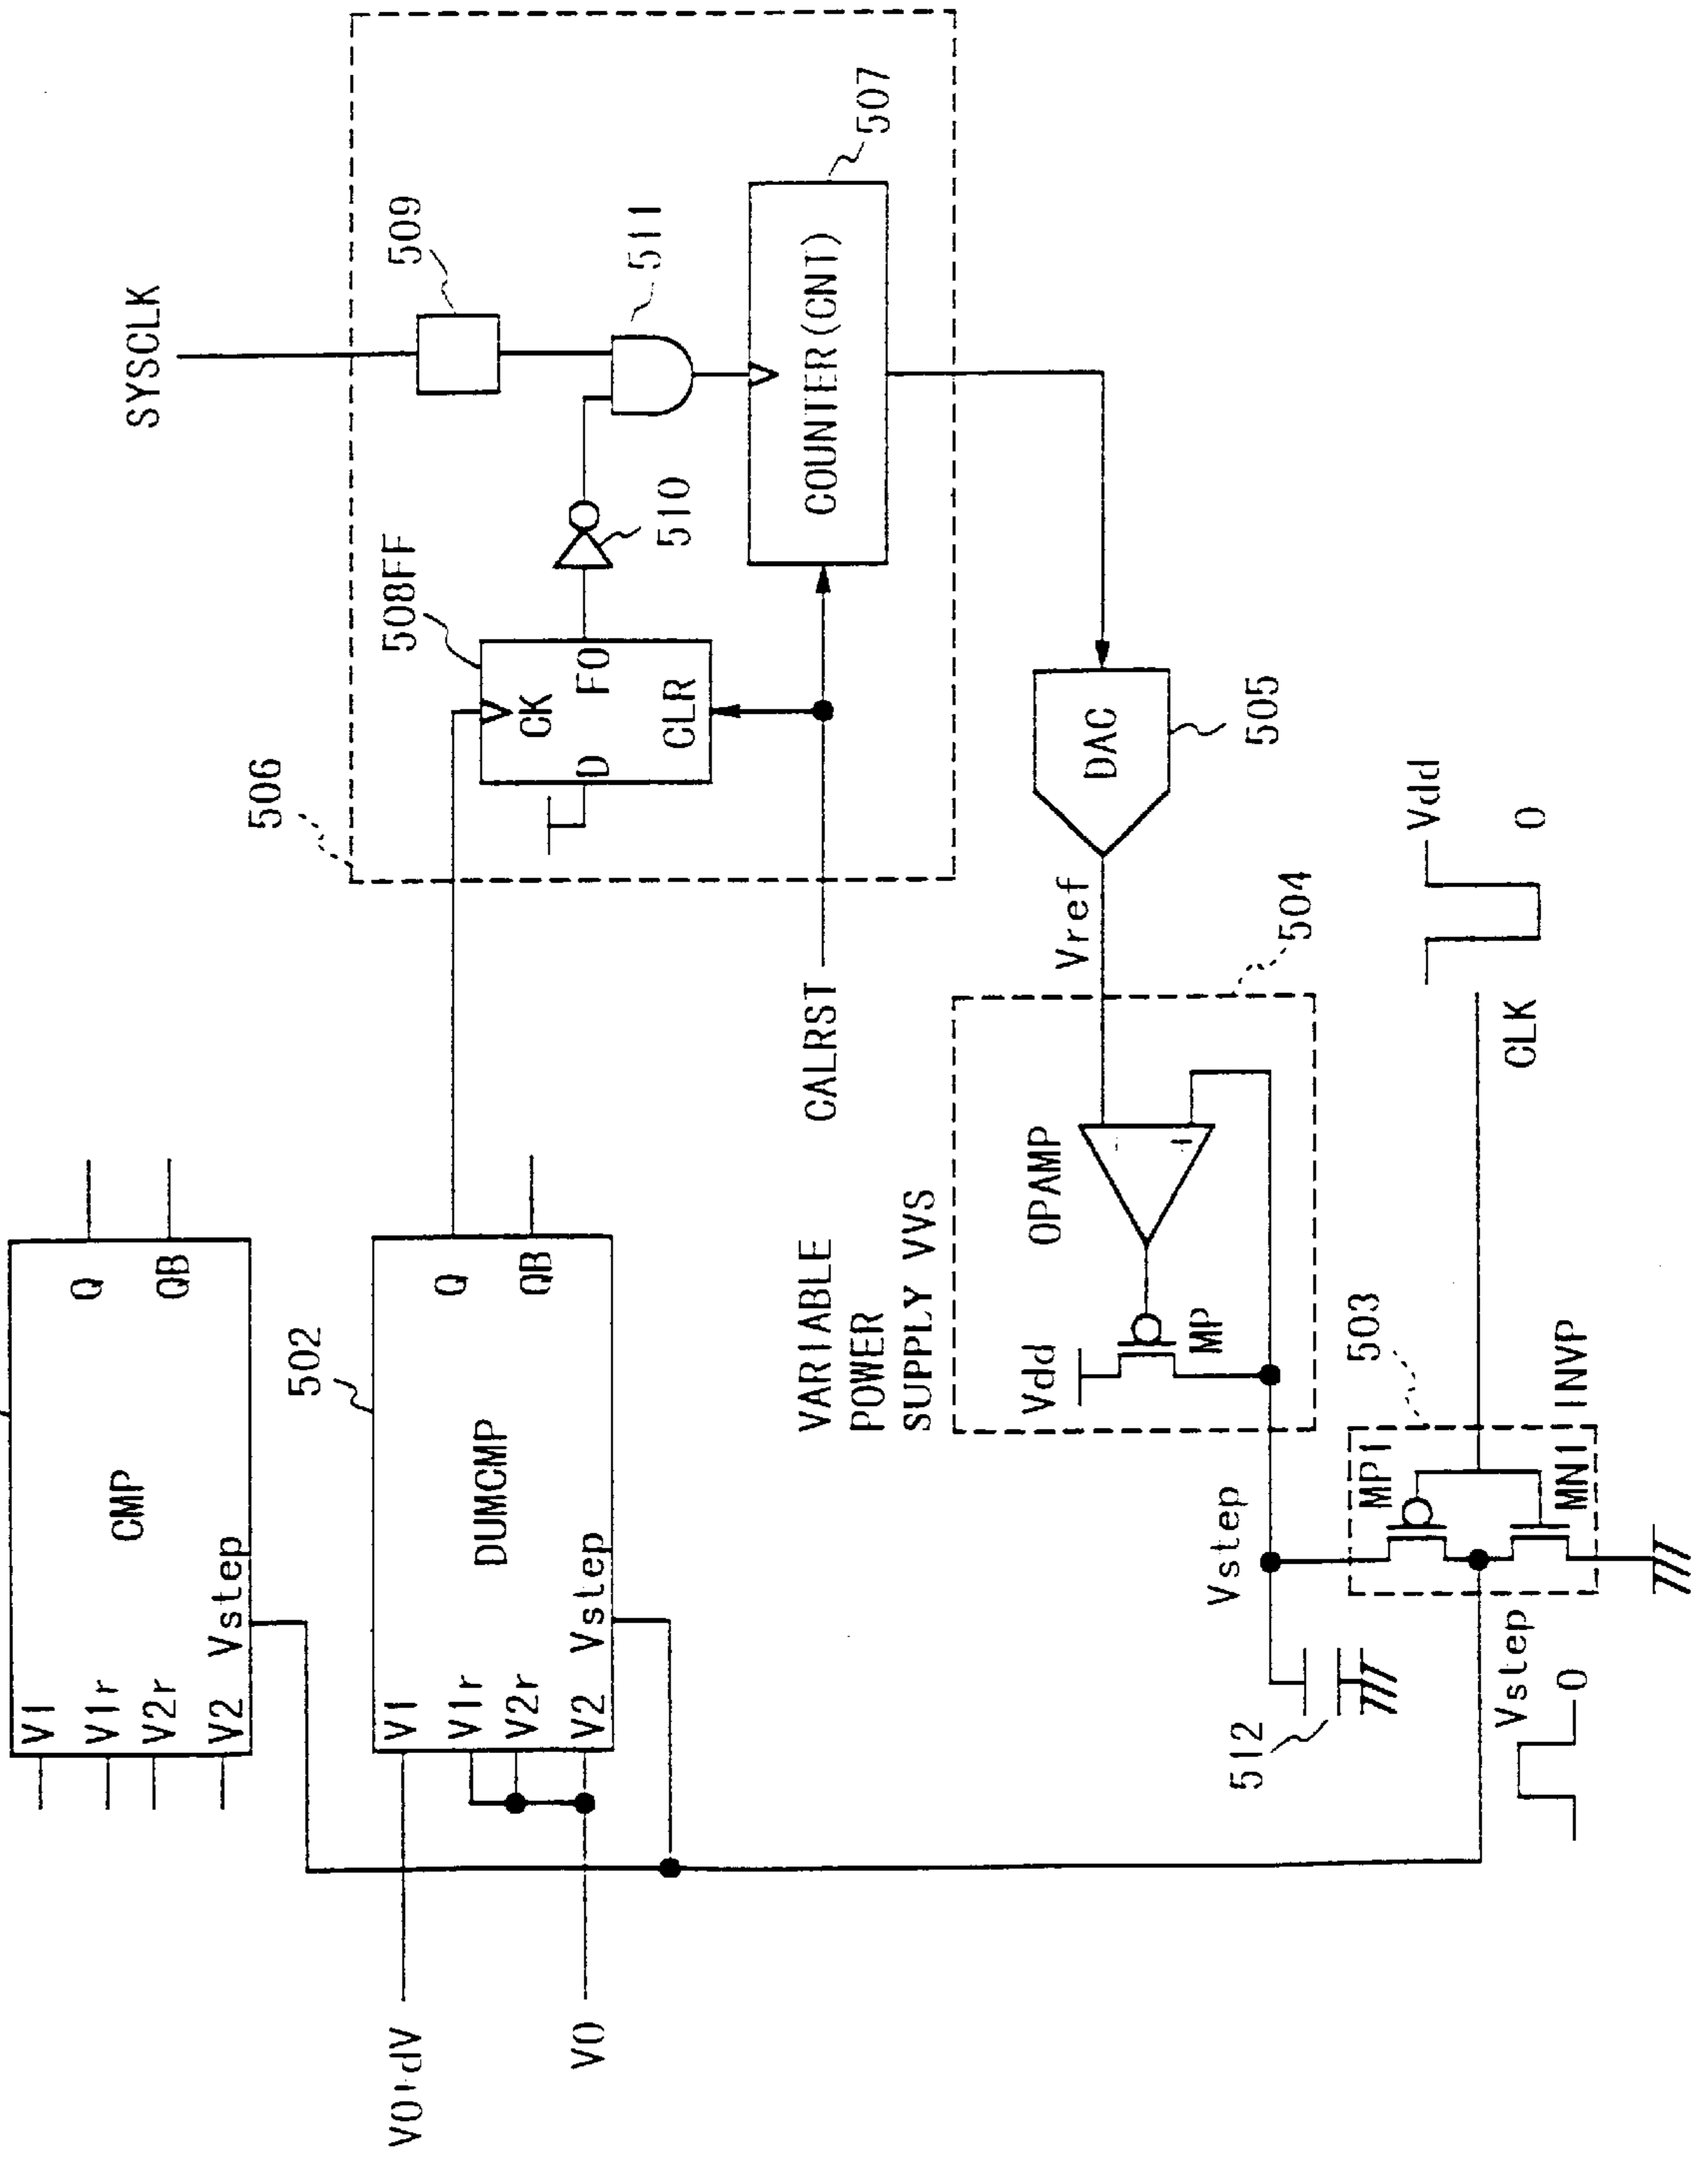 SYSCLK
509
511
507
COUNTER (CNT)
510
508FF
CK
FO
D
CLR
506
CALRST
DAC
505
Vref
504
OPAMP
-
+
Vdd
MP
VARIABLE
POWER
SUPPLY VVS
CMP
V1
V1r
V2r
V2
Vstep
Q
QB
502
DUMCMP
V1
V1r
V2r
V2
Vstep
Q
QB
V0+dV
V0
Vstep
512
503
MP1
MN1
INVP
CLK
Vdd
0
Vstep
0